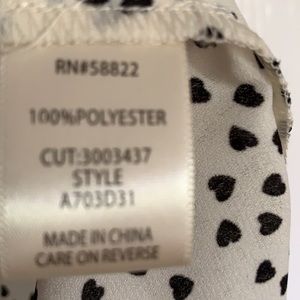 RN#58822
100%POLYESTER
CUT:3003437
STYLE
A703D31
MADE IN CHINA
CARE ON REVERSE